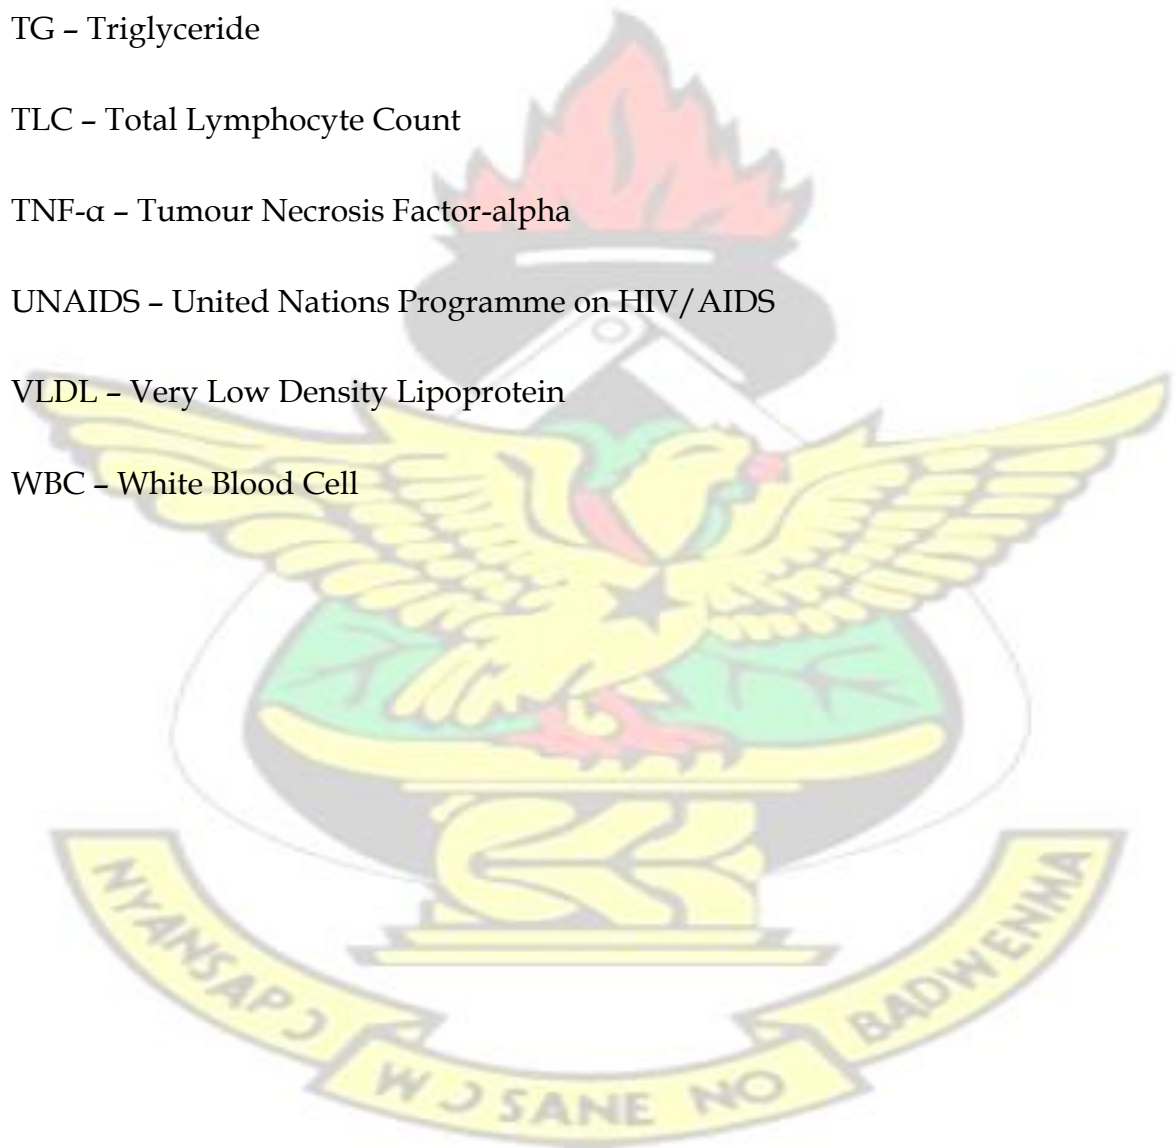 TG – Triglyceride
TLC – Total Lymphocyte Count
TNF-α – Tumour Necrosis Factor-alpha
UNAIDS – United Nations Programme on HIV/AIDS
VLDL – Very Low Density Lipoprotein
WBC – White Blood Cell
NYANSAPƆ
WƆSANE NO
BADWENMA